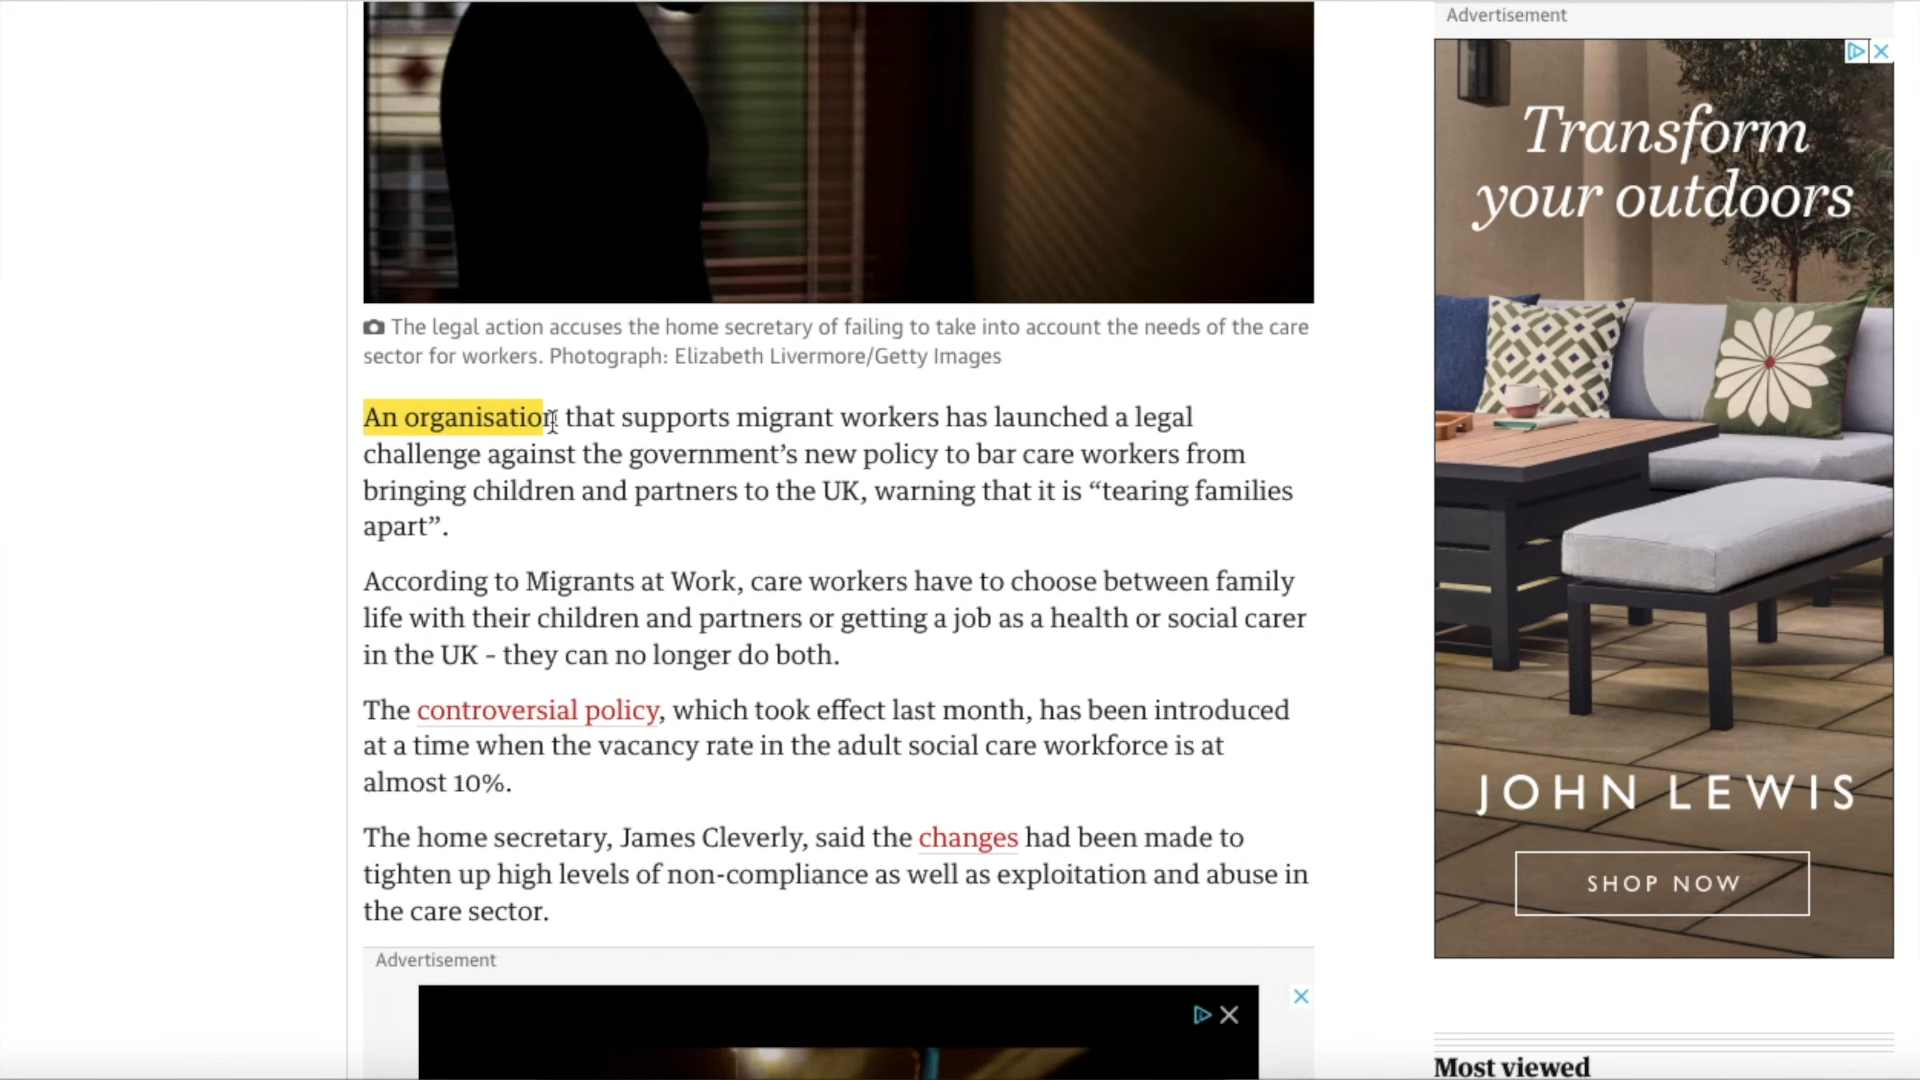 Advertisement
Transform
your outdoors
The legal action accuses the home secretary of failing to take into account the needs of the care
sector for workers. Photograph: Elizabeth Livermore/Getty Images
An organisation that supports migrant workers has launched a legal
challenge against the government’s new policy to bar care workers from
bringing children and partners to the UK, warning that it is “tearing families
apart”.
According to Migrants at Work, care workers have to choose between family
life with their children and partners or getting a job as a health or social carer
in the UK – they can no longer do both.
The controversial policy, which took effect last month, has been introduced
at a time when the vacancy rate in the adult social care workforce is at
almost 10%.
The home secretary, James Cleverly, said the changes had been made to
tighten up high levels of non-compliance as well as exploitation and abuse in
the care sector.
JOHN LEWIS
SHOP NOW
Advertisement
Most viewed